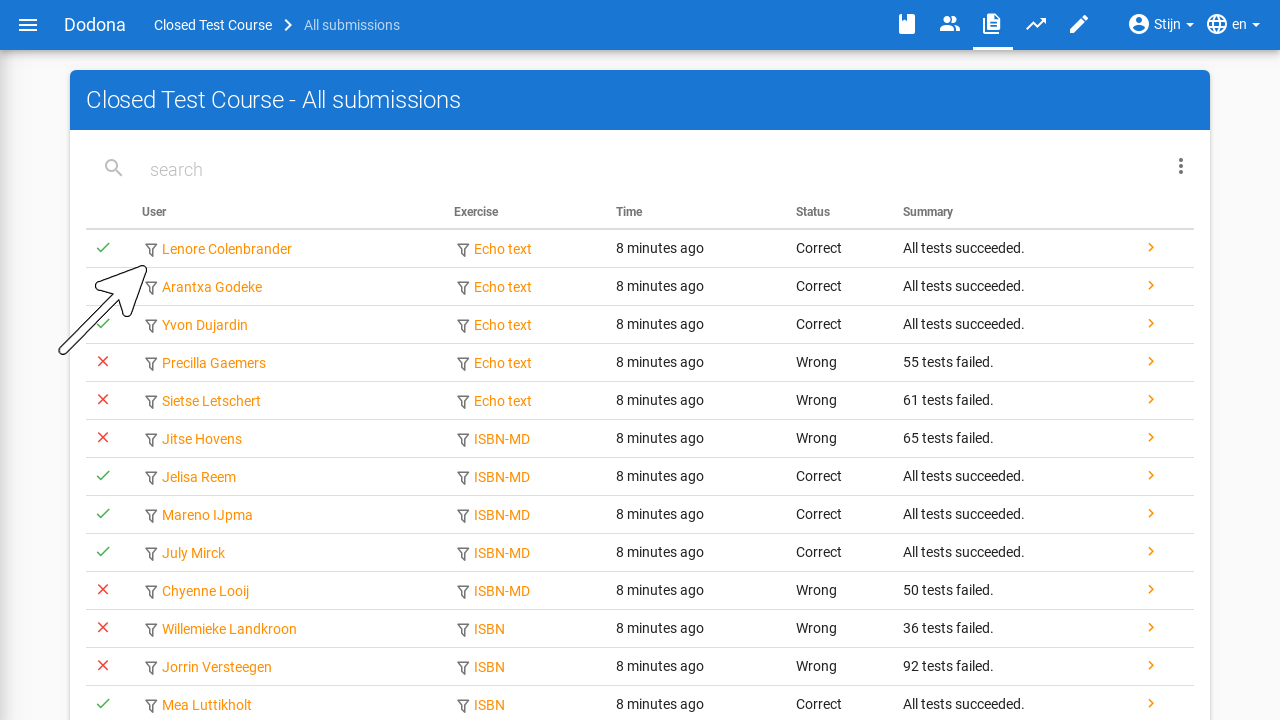 Dodona Closed Test Course All submissions Stijn en
Closed Test Course - All submissions
search
User Exercise Time Status Summary
Lenore Colenbrander Echo text 8 minutes ago Correct All tests succeeded.
Arantxa Godeke Echo text 8 minutes ago Correct All tests succeeded.
Yvon Dujardin Echo text 8 minutes ago Correct All tests succeeded.
Precilla Gaemers Echo text 8 minutes ago Wrong 55 tests failed.
Sietse Letschert Echo text 8 minutes ago Wrong 61 tests failed.
Jitse Hovens ISBN-MD 8 minutes ago Wrong 65 tests failed.
Jelisa Reem ISBN-MD 8 minutes ago Correct All tests succeeded.
Mareno IJpma ISBN-MD 8 minutes ago Correct All tests succeeded.
July Mirck ISBN-MD 8 minutes ago Correct All tests succeeded.
Chyenne Looij ISBN-MD 8 minutes ago Wrong 50 tests failed.
Willemieke Landkroon ISBN 8 minutes ago Wrong 36 tests failed.
Jorrin Versteegen ISBN 8 minutes ago Wrong 92 tests failed.
Mea Luttikholt ISBN 8 minutes ago Correct All tests succeeded.